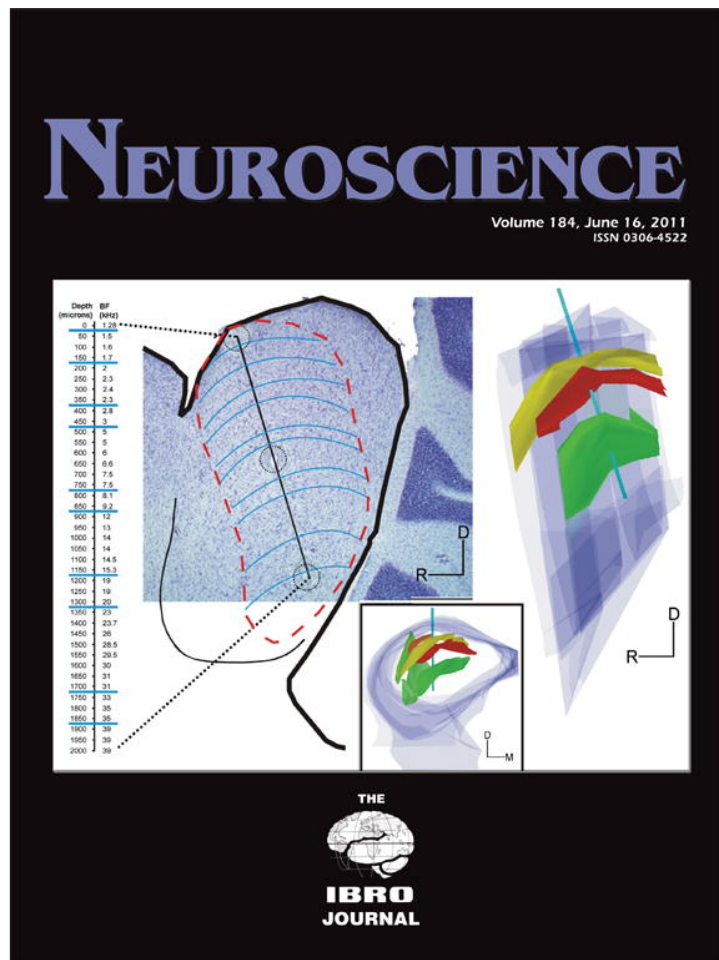 NEUROSCIENCE
Volume 184, June 16, 2011
ISSN 0306-4522
Depth BF
(microns) (kHz)
0 1.28
50 1.5
100 1.6
150 1.7
200 2
250 2.3
300 2.4
350 2.3
400 2.8
450 3
500 5
550 5
600 6
650 6.6
700 7.5
750 7.5
800 8.1
850 9.2
900 12
950 13
1000 14
1050 14
1100 14.5
1150 15.3
1200 19
1250 19
1300 20
1350 23
1400 23.7
1450 26
1500 28.5
1550 29.5
1600 30
1650 31
1700 31
1750 33
1800 35
1850 35
1900 39
1950 39
2000 39
D
R
D
R
D
M
THE
IBRO
JOURNAL